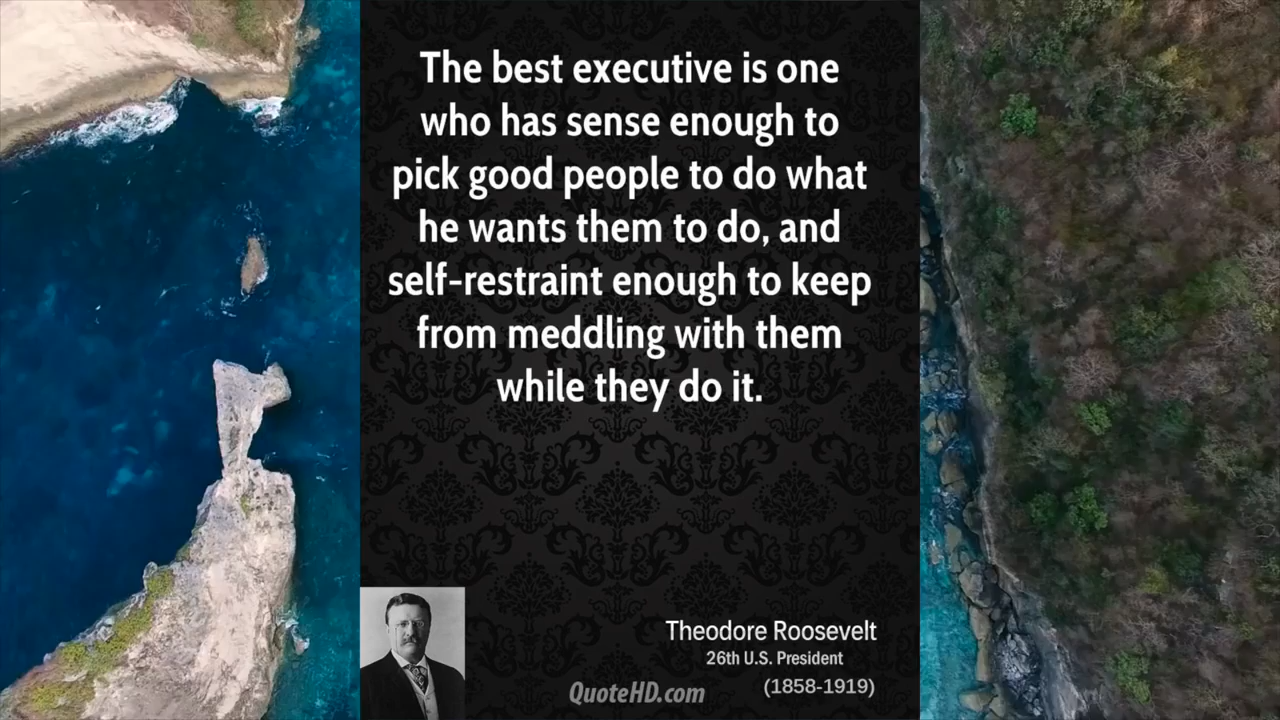 The best executive is one
who has sense enough to
pick good people to do what
he wants them to do, and
self-restraint enough to keep
from meddling with them
while they do it.
Theodore Roosevelt
26th U.S. President
(1858-1919)
QuoteHD.com